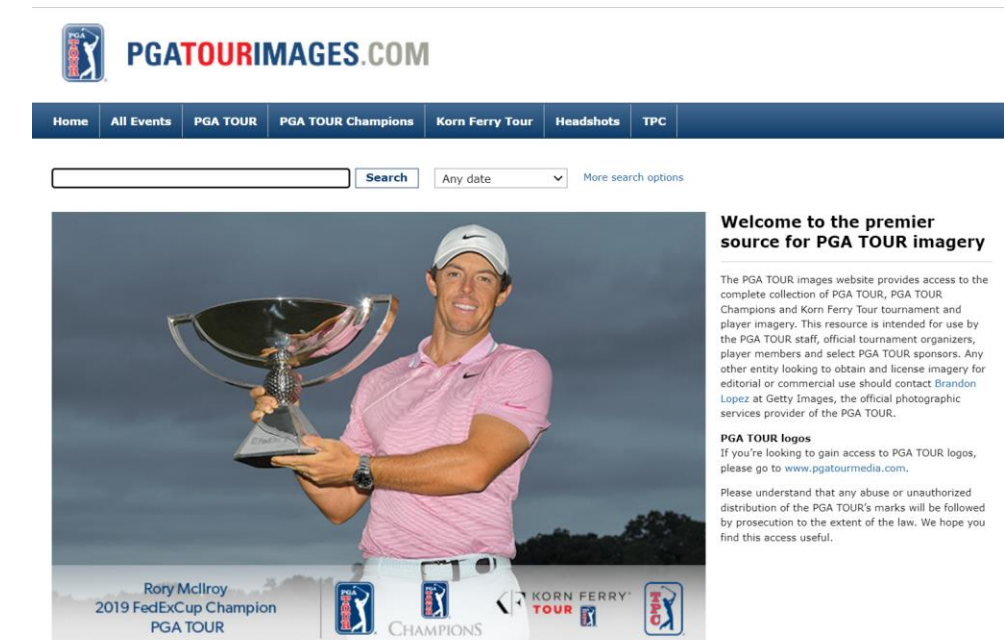 PGA TOUR
PGATOURIMAGES.COM
Home
All Events
PGA TOUR
PGA TOUR Champions
Korn Ferry Tour
Headshots
TPC
Search
Any date
More search options
Welcome to the premier
source for PGA TOUR imagery
The PGA TOUR images website provides access to the
complete collection of PGA TOUR, PGA TOUR
Champions and Korn Ferry Tour tournament and
player imagery. This resource is intended for use by
the PGA TOUR staff, official tournament organizers,
player members and select PGA TOUR sponsors. Any
other entity looking to obtain and license imagery for
editorial or commercial use should contact Brandon
Lopez at Getty Images, the official photographic
services provider of the PGA TOUR.
PGA TOUR logos
If you're looking to gain access to PGA TOUR logos,
please go to www.pgatourmedia.com.
Please understand that any abuse or unauthorized
distribution of the PGA TOUR's marks will be followed
by prosecution to the extent of the law. We hope you
find this access useful.
Rory McIlroy
2019 FedExCup Champion
PGA TOUR
PGA TOUR
PGA TOUR
CHAMPIONS
KORN FERRY
TOUR
TPC